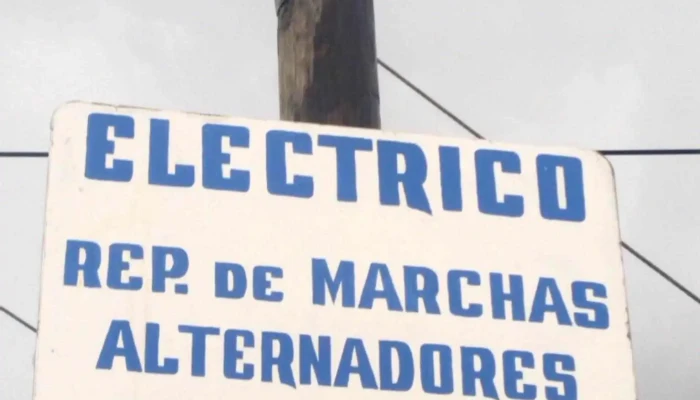 ELECTRICO
REP. DE MARCHAS
ALTERNADORES